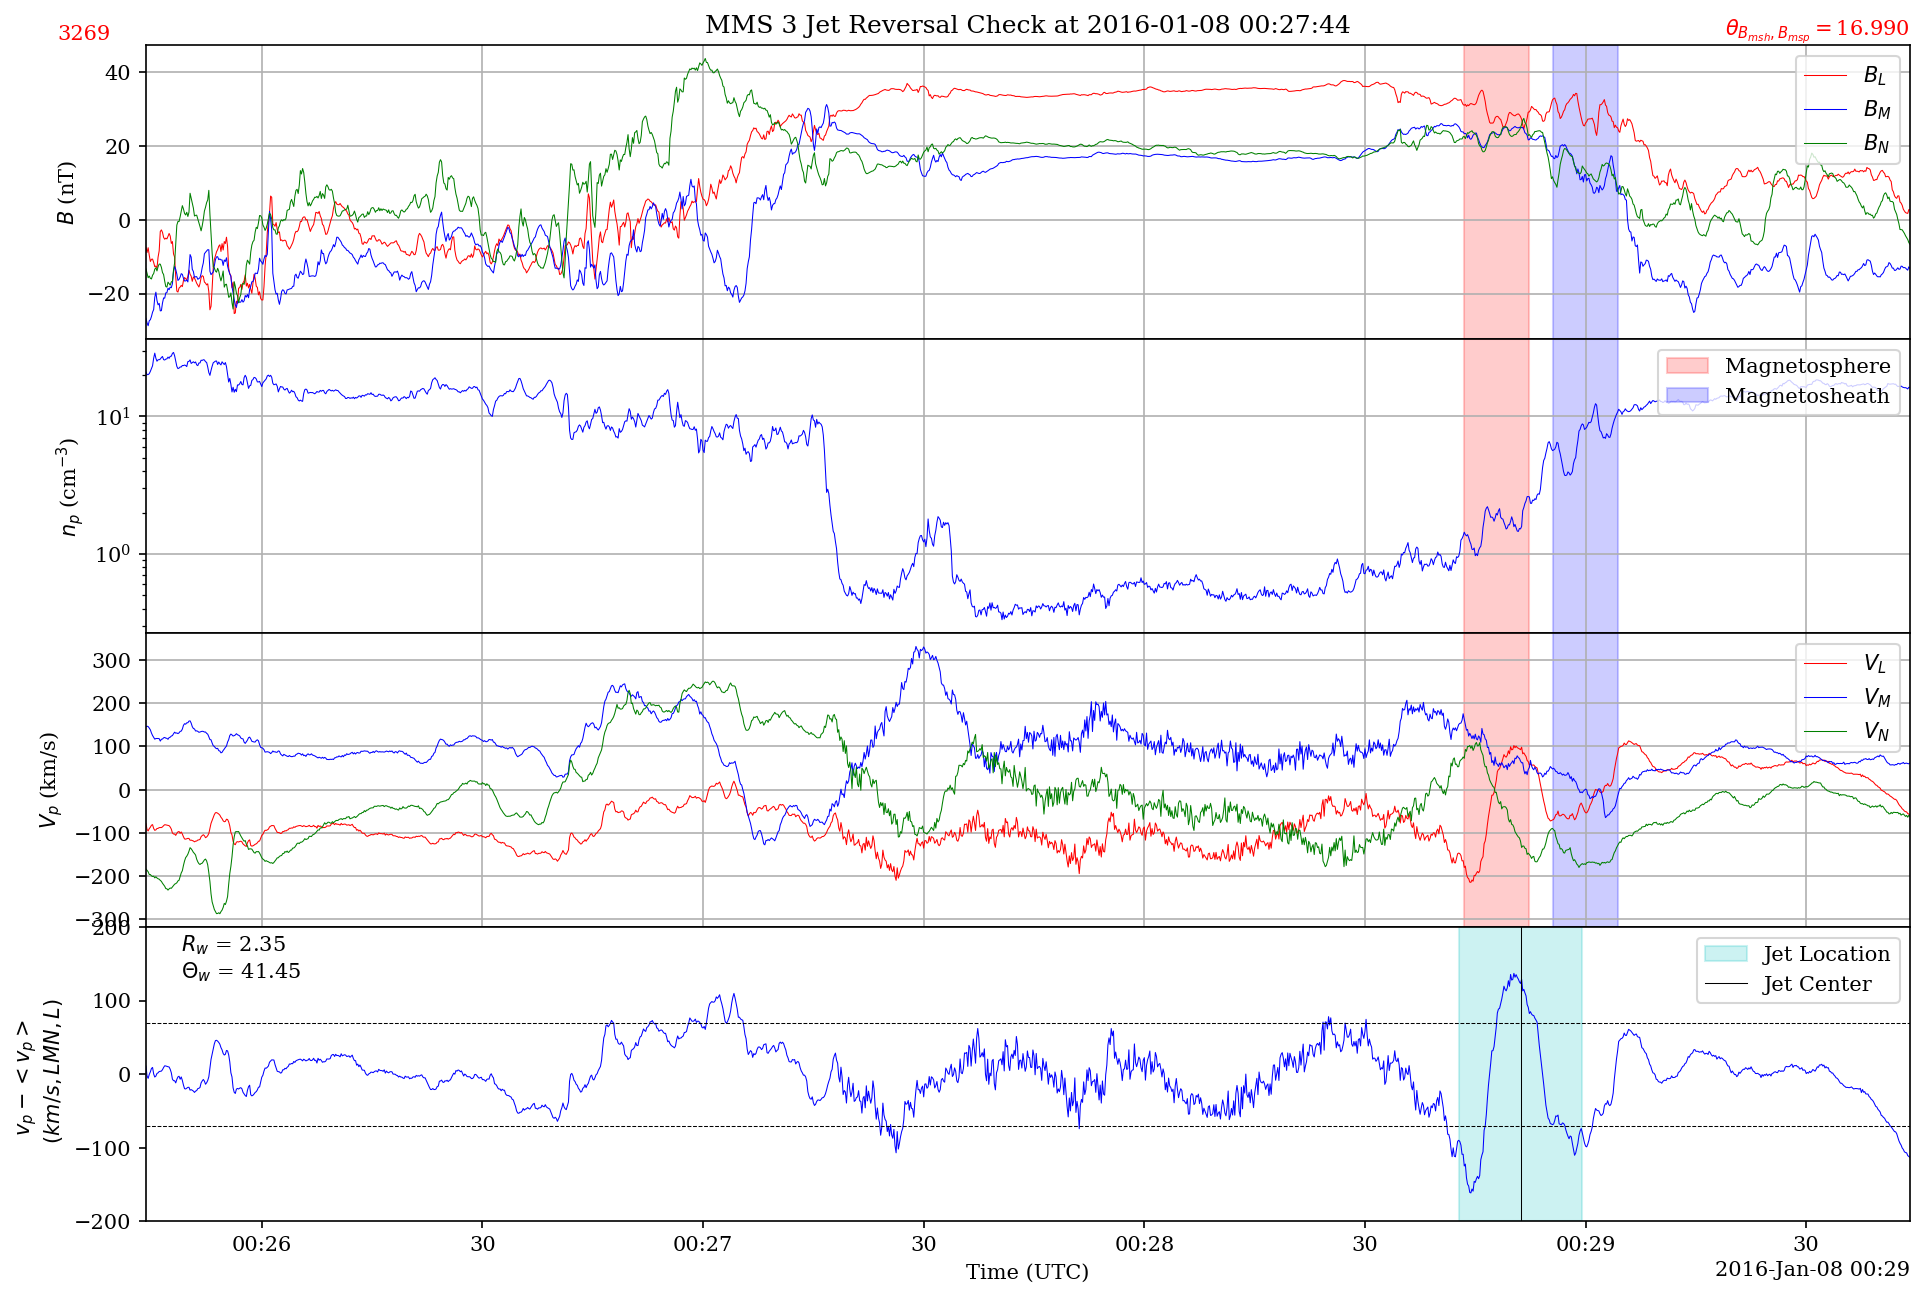 3269
MMS 3 Jet Reversal Check at 2016-01-08 00:27:44
θ_{B_{msh}, B_{msp}} = 16.990
40
20
0
−20
B (nT)
B_L
B_M
B_N
10^1
10^0
n_p (cm^{−3})
Magnetosphere
Magnetosheath
300
200
100
0
−100
−200
−300
V_p (km/s)
V_L
V_M
V_N
200
100
0
−100
−200
v_p − < v_p >
(km/s, LMN, L)
R_w = 2.35
Θ_w = 41.45
Jet Location
Jet Center
00:26 30 00:27 30 00:28 30 00:29 30
Time (UTC)
2016-Jan-08 00:29